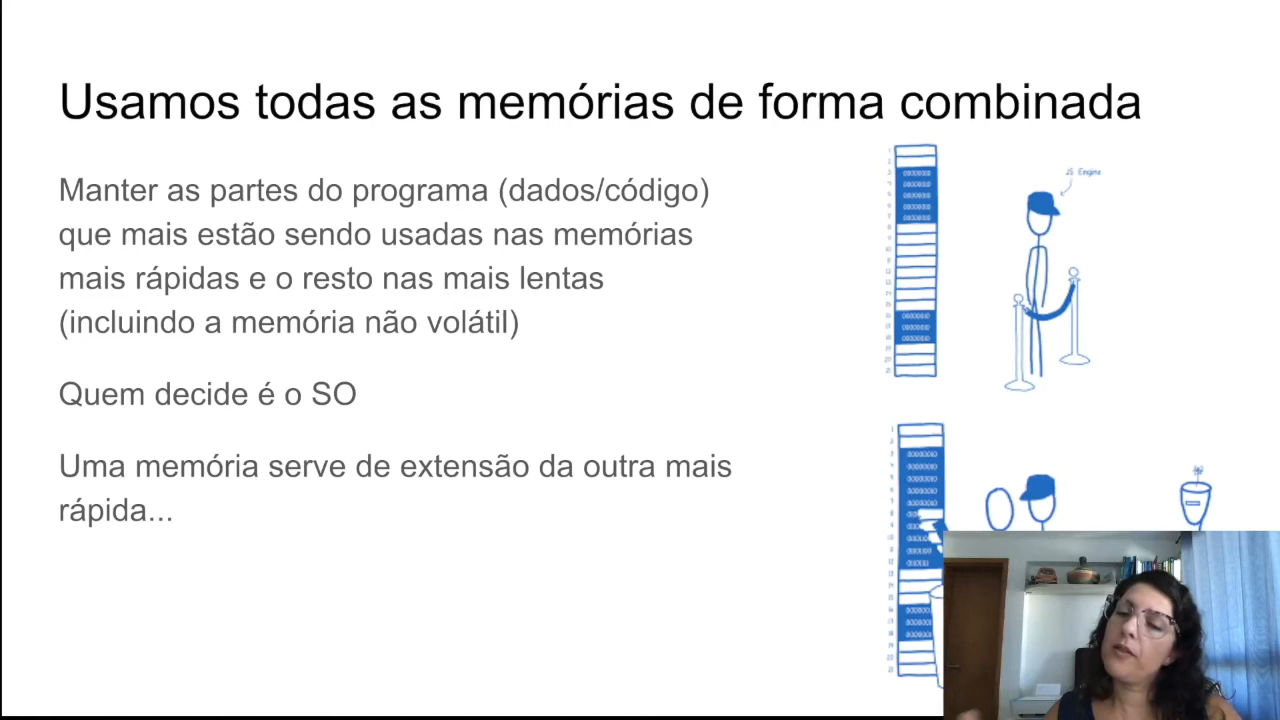 Usamos todas as memórias de forma combinada
Manter as partes do programa (dados/código)
que mais estão sendo usadas nas memórias
mais rápidas e o resto nas mais lentas
(incluindo a memória não volátil)
Quem decide é o SO
Uma memória serve de extensão da outra mais
rápida...
JS Engine